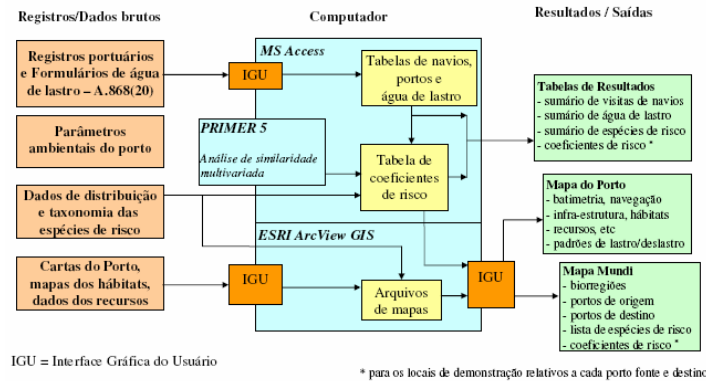 Registros/Dados brutos
Computador
Resultados / Saídas
Registros portuários
e Formulários de água
de lastro – A.868(20)
Parâmetros
ambientais do porto
Dados de distribuição
e taxonomia das
espécies de risco
Cartas do Porto,
mapas dos hábitats,
dados dos recursos,
MS Access
IGU
Tabelas de navios,
portos e
água de lastro
PRIMER 5
Análise de similaridade
multivariada
Tabela de
coeficientes
de risco
ESRI ArcView GIS
IGU
Arquivos
de mapas
IGU
Tabelas de Resultados
- sumário de visitas de navios
- sumário de água de lastro
- sumário de espécies de risco
- coeficientes de risco *
Mapa do Porto
- batimetria, navegação
- infra-estrutura, hábitats
- recursos, etc
- padrões de lastro/deslastro
Mapa Mundi
- biorregiões
- portos de origem
- portos de destino
- lista de espécies de risco
- coeficientes de risco *
IGU = Interface Gráfica do Usuário
* para os locais de demonstração relativos a cada porto fonte e destino